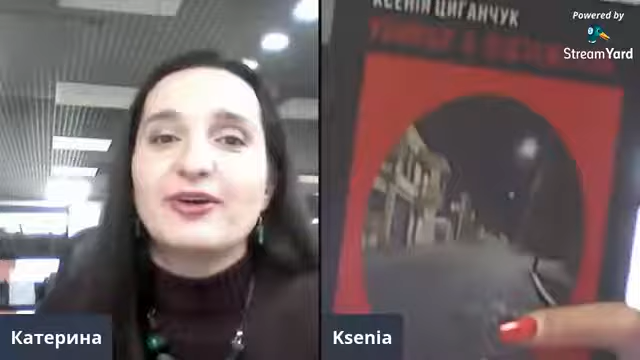 Powered by
StreamYard
КСЕНІЯ ЦИГАНЧУК
Катерина
Ksenia